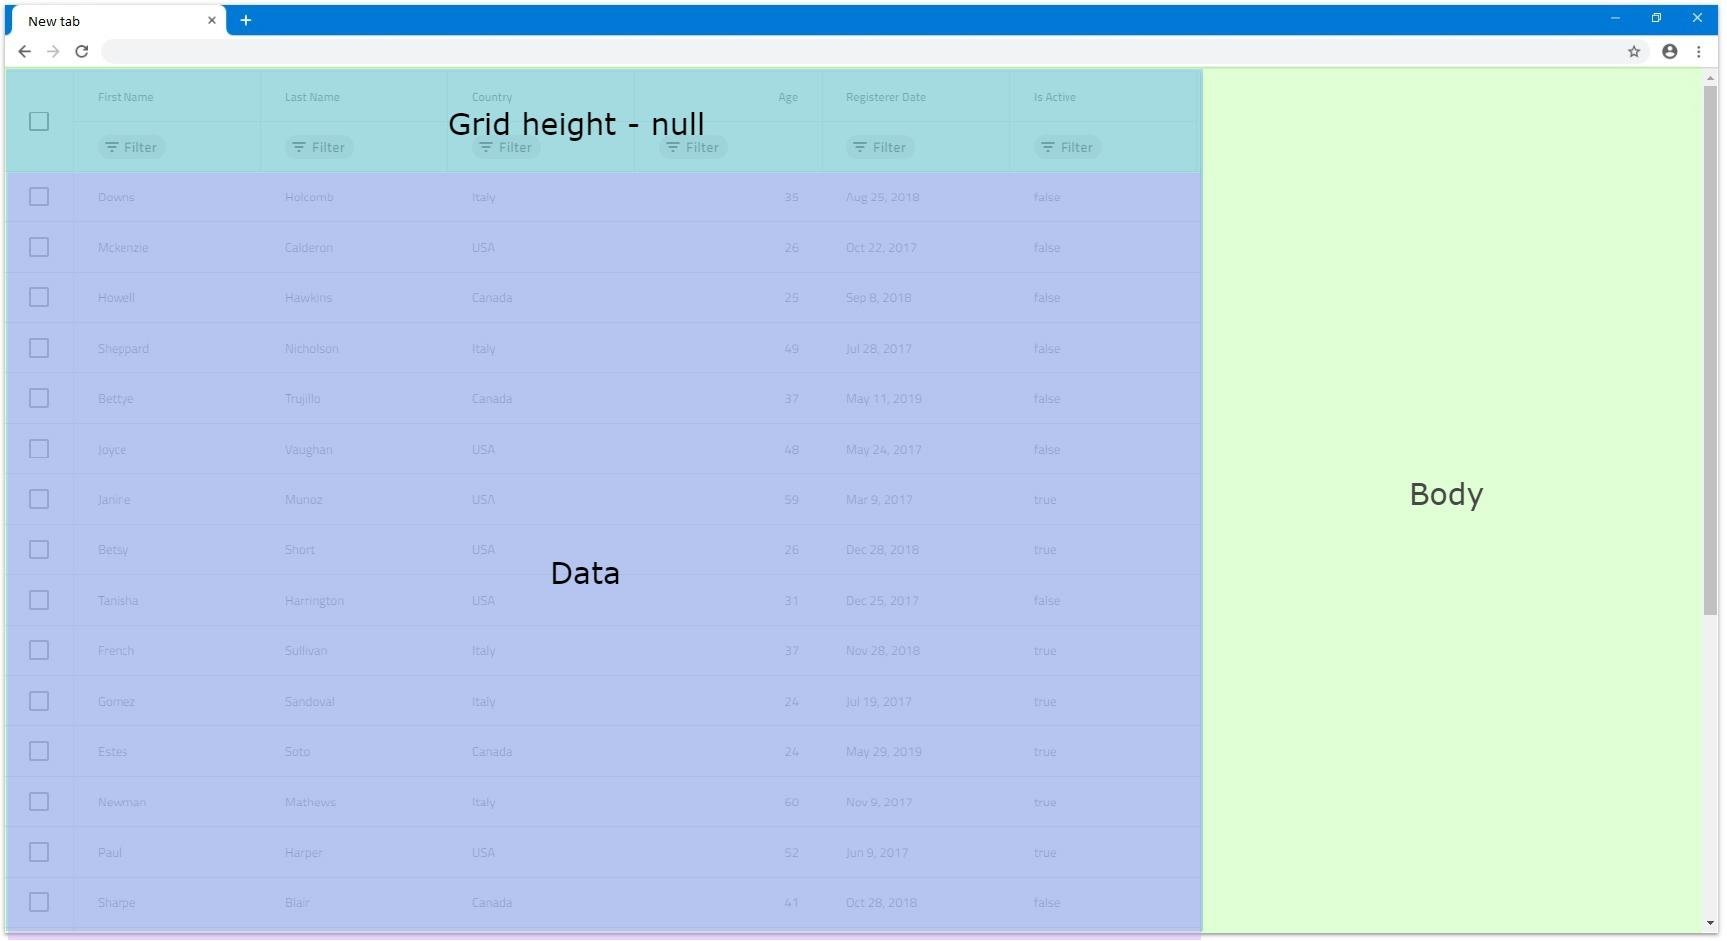 New tab
First Name Last Name Country Age Registerer Date Is Active
Grid height - null
Filter Filter Filter Filter Filter Filter
Downs Holcomb Italy 35 Aug 25, 2018 false
Mckenzie Calderon USA 26 Oct 22, 2017 false
Howell Hawkins Canada 25 Sep 8, 2018 false
Sheppard Nicholson Italy 49 Jul 28, 2017 false
Bettye Trujillo Canada 37 May 11, 2019 false
Joyce Vaughan USA 48 May 24, 2017 false
Janine Munoz USA 59 Mar 9, 2017 true
Body
Betsy Short USA 26 Dec 28, 2018 true
Data
Tanisha Harrington USA 31 Dec 25, 2017 false
French Sullivan Italy 37 Nov 28, 2018 true
Gomez Sandoval Italy 24 Jul 19, 2017 true
Estes Soto Canada 24 May 29, 2019 true
Newman Mathews Italy 60 Nov 9, 2017 true
Paul Harper USA 52 Jun 9, 2017 true
Sharpe Blair Canada 41 Oct 28, 2018 false